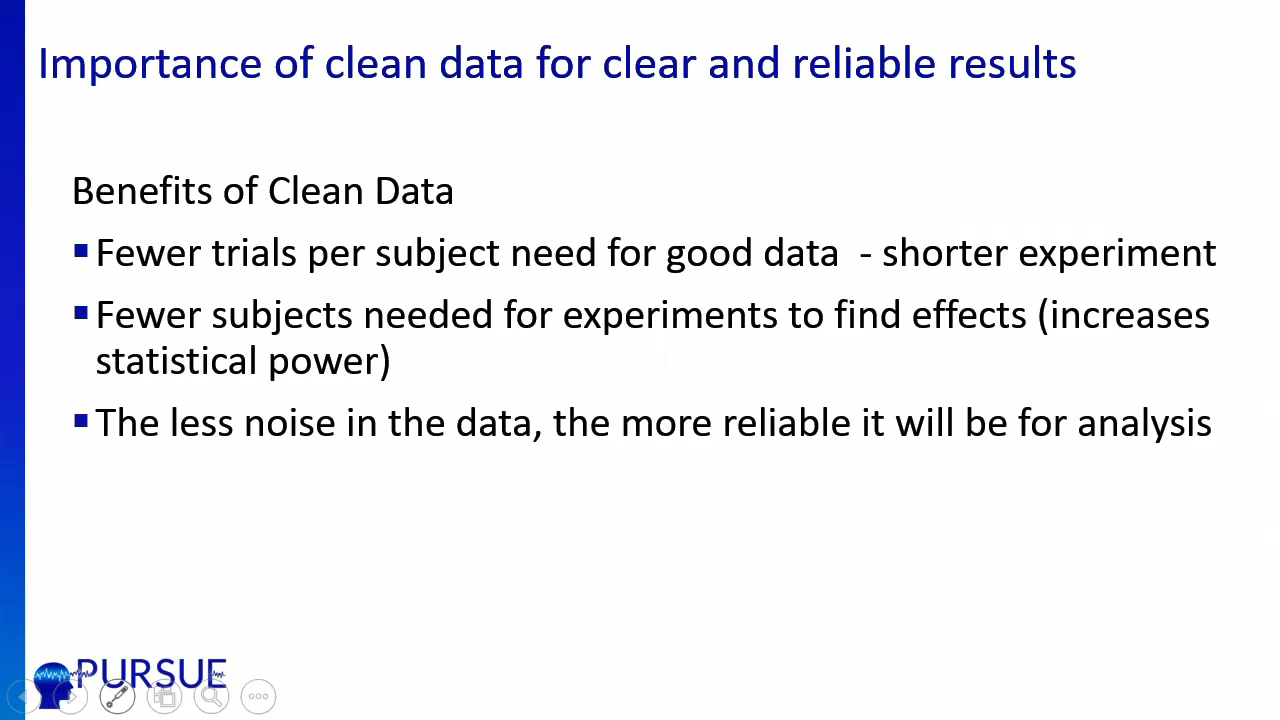 Importance of clean data for clear and reliable results
Benefits of Clean Data
▪Fewer trials per subject need for good data - shorter experiment
▪Fewer subjects needed for experiments to find effects (increases
statistical power)
▪The less noise in the data, the more reliable it will be for analysis
PURSUE